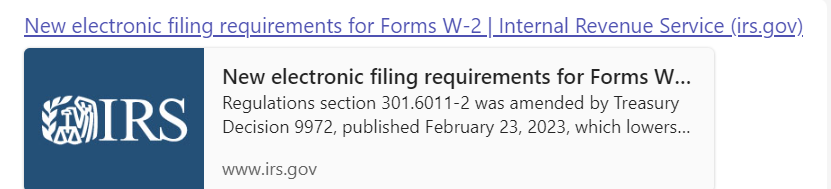 New electronic filing requirements for Forms W-2 | Internal Revenue Service (irs.gov)
IRS
New electronic filing requirements for Forms W...
Regulations section 301.6011-2 was amended by Treasury
Decision 9972, published February 23, 2023, which lowers...
www.irs.gov